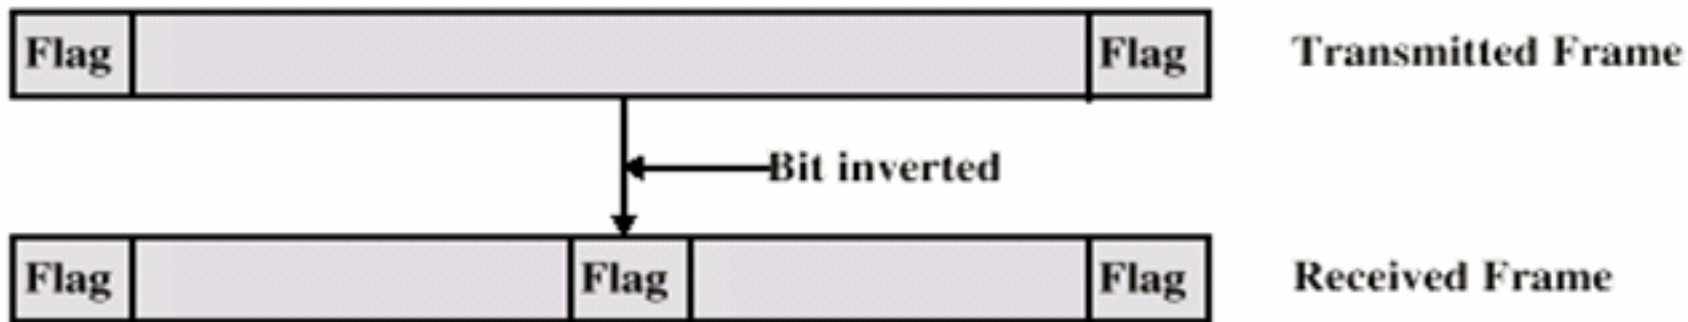 Flag Flag Transmitted Frame
Bit inverted
Flag Flag Flag Received Frame